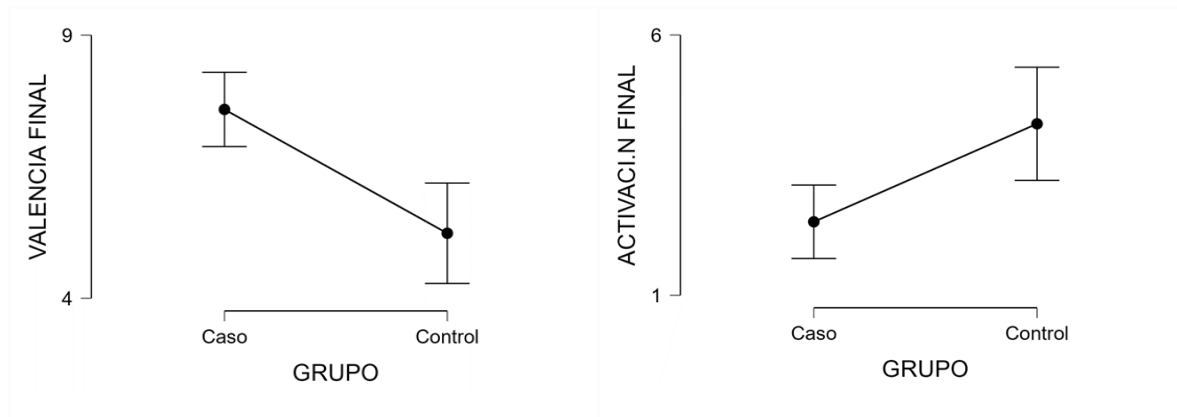 9
VALENCIA FINAL
4
Caso Control
GRUPO
6
ACTIVACI.N FINAL
1
Caso Control
GRUPO